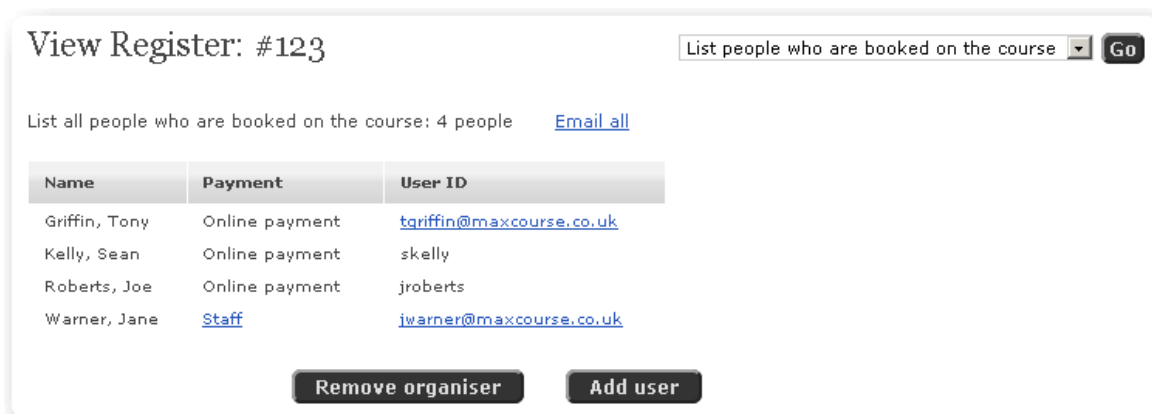 View Register: #123
List people who are booked on the course Go
List all people who are booked on the course: 4 people Email all
Name Payment User ID
Griffin, Tony Online payment tgriffin@maxcourse.co.uk
Kelly, Sean Online payment skelly
Roberts, Joe Online payment jroberts
Warner, Jane Staff jwarner@maxcourse.co.uk
Remove organiser Add user